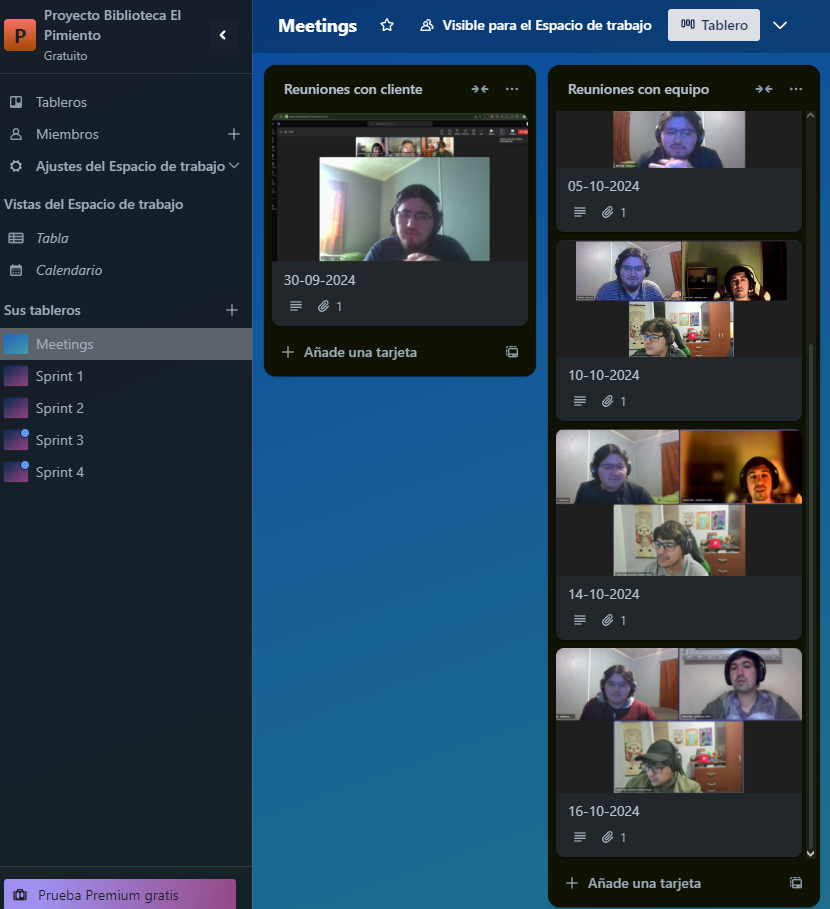 Proyecto Biblioteca El
Pimiento
Gratuito
P
Tableros
Miembros
Ajustes del Espacio de trabajo
Vistas del Espacio de trabajo
Tabla
Calendario
Sus tableros
Meetings
Sprint 1
Sprint 2
Sprint 3
Sprint 4
Prueba Premium gratis
Meetings
Visible para el Espacio de trabajo
Tablero
Reuniones con cliente
30-09-2024
1
Añade una tarjeta
Reuniones con equipo
05-10-2024
1
10-10-2024
1
14-10-2024
1
16-10-2024
1
Añade una tarjeta